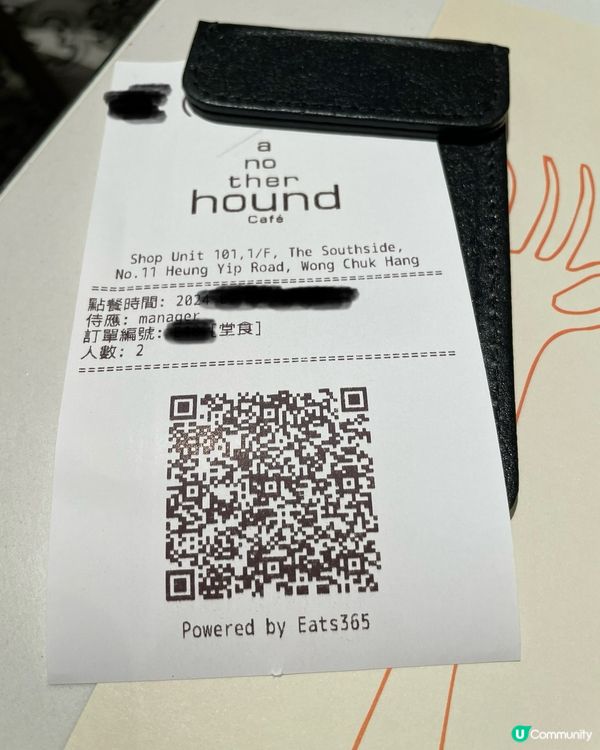 a
no
ther
hound
Café
Shop Unit 101,1/F, The Southside,
No.11 Heung Yip Road, Wong Chuk Hang
點餐時間: 2024
侍應: manager
訂單編號: [堂食]
人數: 2
Powered by Eats365
U Community